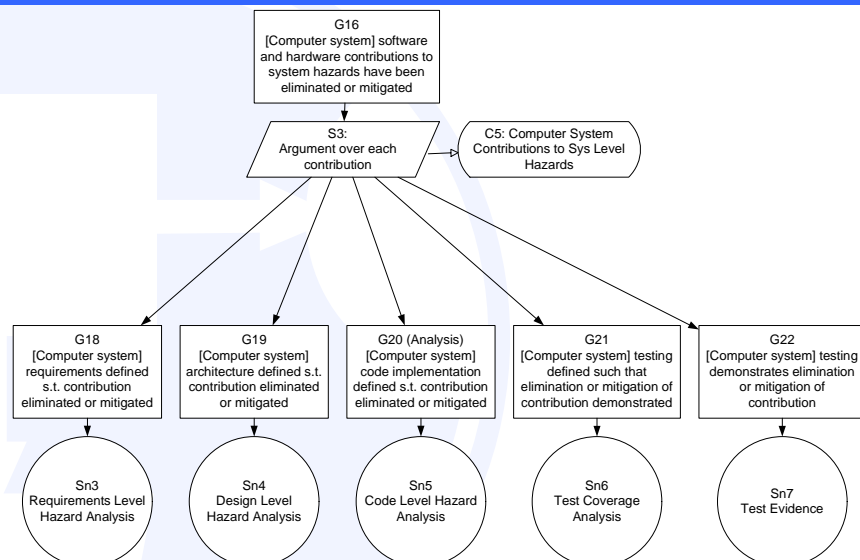 G16
[Computer system] software
and hardware contributions to
system hazards have been
eliminated or mitigated
S3:
Argument over each
contribution
C5: Computer System
Contributions to Sys Level
Hazards
G18
[Computer system]
requirements defined
s.t. contribution
eliminated or mitigated
G19
[Computer system]
architecture defined s.t.
contribution eliminated
or mitigated
G20 (Analysis)
[Computer system]
code implementation
defined s.t. contribution
eliminated or mitigated
G21
[Computer system] testing
defined such that
elimination or mitigation of
contribution demonstrated
G22
[Computer system] testing
demonstrates elimination
or mitigation of
contribution
Sn3
Requirements Level
Hazard Analysis
Sn4
Design Level
Hazard Analysis
Sn5
Code Level Hazard
Analysis
Sn6
Test Coverage
Analysis
Sn7
Test Evidence